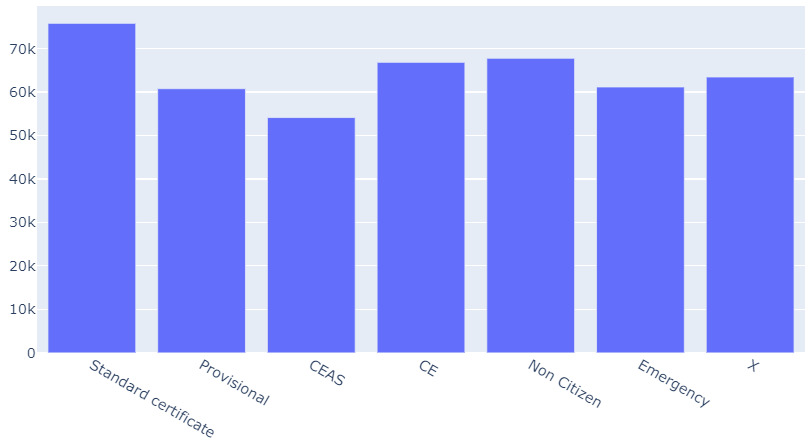 70k
60k
50k
40k
30k
20k
10k
0
Standard certificate
Provisional
CEAS
CE
Non Citizen
Emergency
X